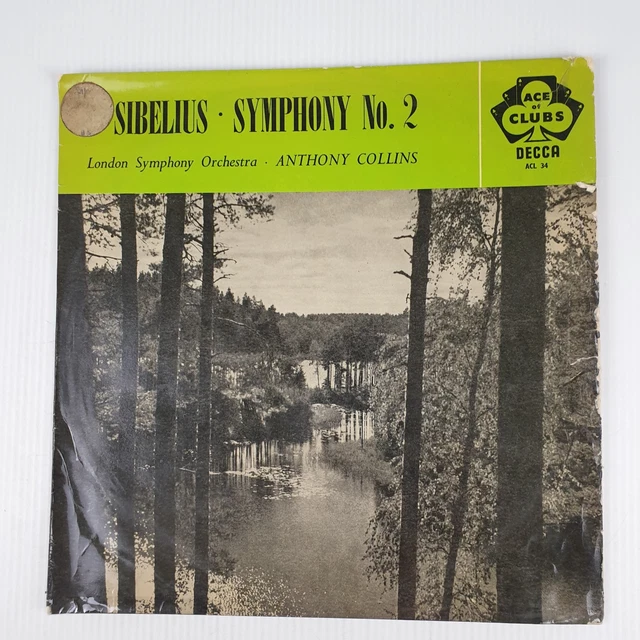 SIBELIUS · SYMPHONY No. 2
London Symphony Orchestra · ANTHONY COLLINS
ACE
of
CLUBS
DECCA
ACL 34